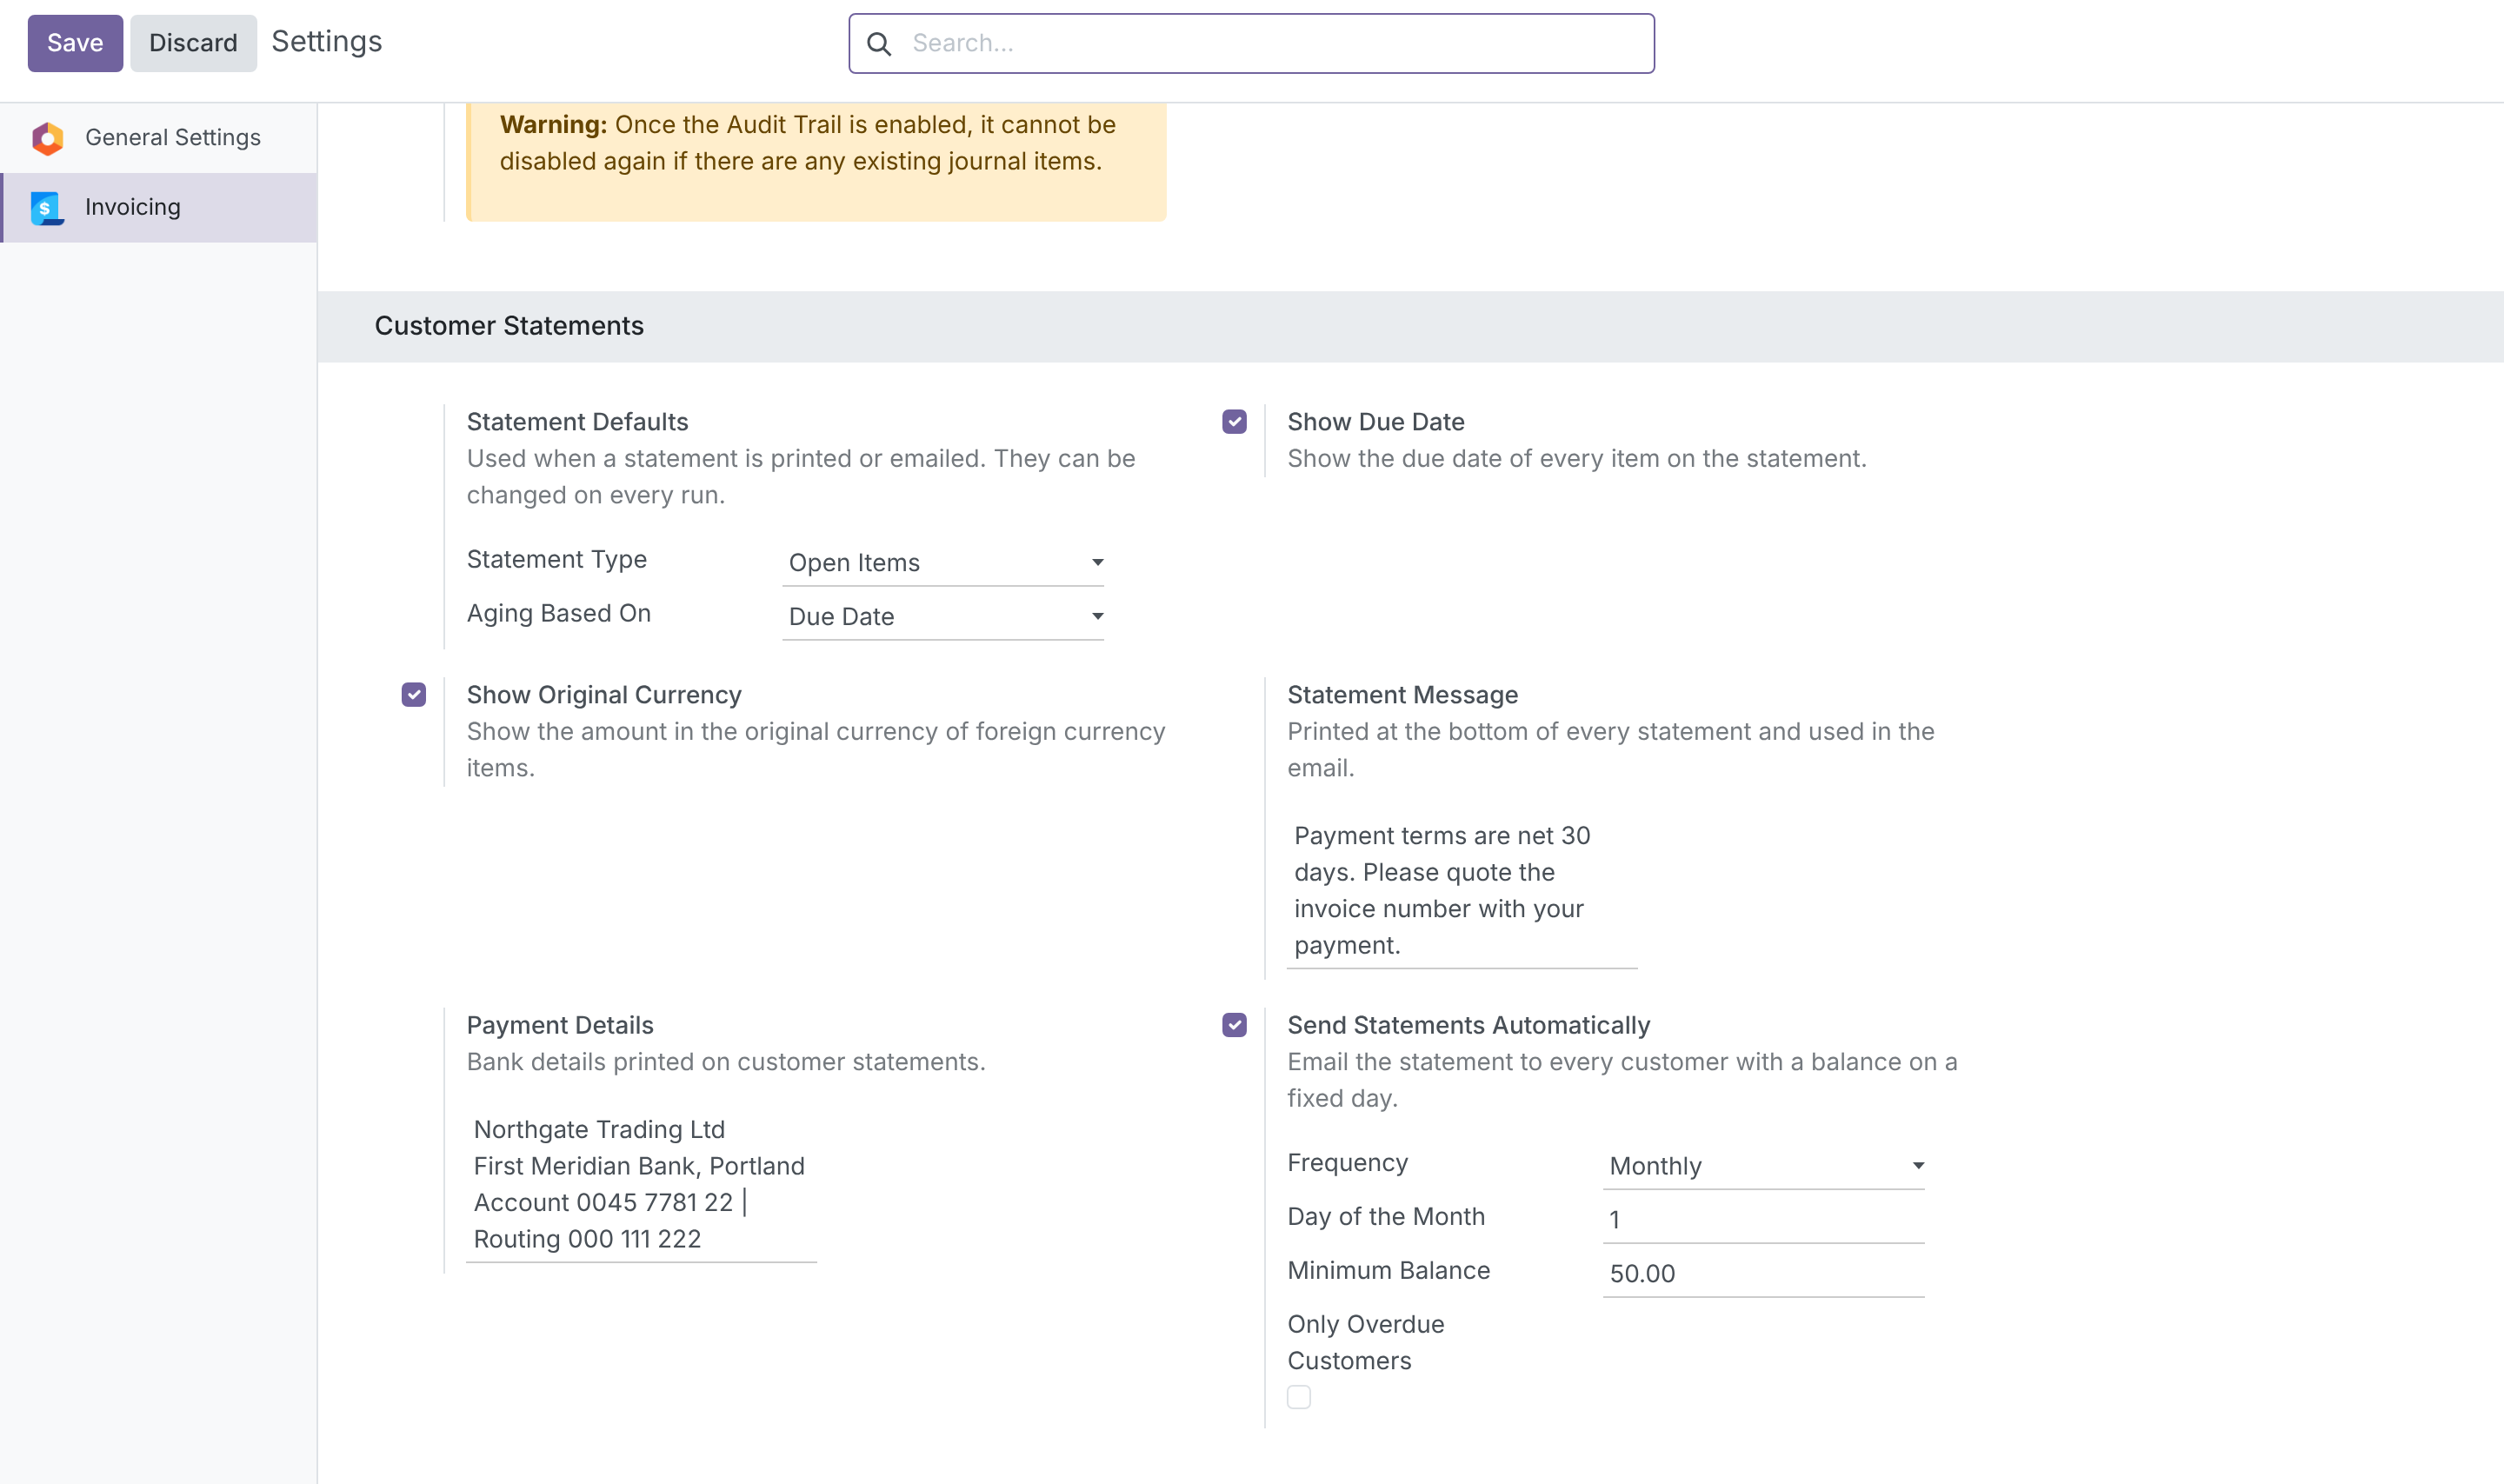 Save
Discard
Settings
Search...
General Settings
Invoicing
Warning: Once the Audit Trail is enabled, it cannot be
disabled again if there are any existing journal items.
Customer Statements
Statement Defaults
Used when a statement is printed or emailed. They can be
changed on every run.
Statement Type
Open Items
Aging Based On
Due Date
Show Due Date
Show the due date of every item on the statement.
Show Original Currency
Show the amount in the original currency of foreign currency
items.
Statement Message
Printed at the bottom of every statement and used in the
email.
Payment terms are net 30
days. Please quote the
invoice number with your
payment.
Payment Details
Bank details printed on customer statements.
Northgate Trading Ltd
First Meridian Bank, Portland
Account 0045 7781 22 |
Routing 000 111 222
Send Statements Automatically
Email the statement to every customer with a balance on a
fixed day.
Frequency
Monthly
Day of the Month
1
Minimum Balance
50.00
Only Overdue
Customers